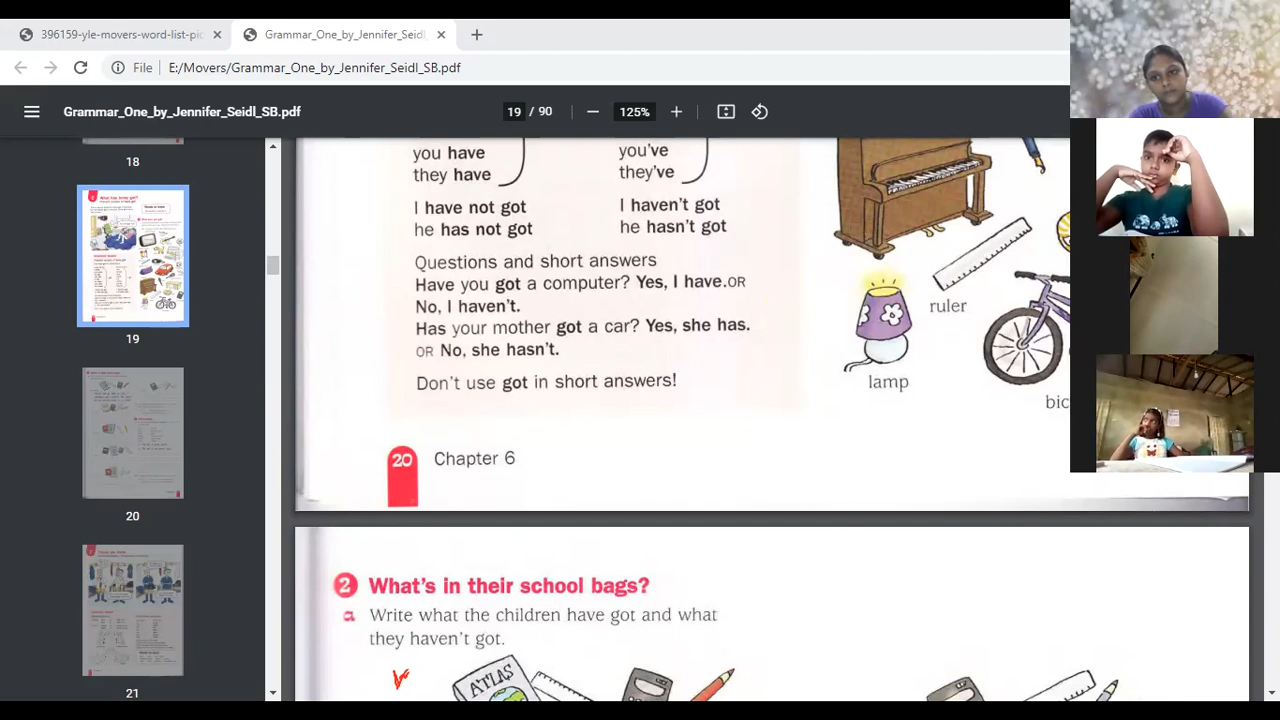 396159-yle-movers-word-list-pic
Grammar_One_by_Jennifer_Seidl
File
E:/Movers/Grammar_One_by_Jennifer_Seidl_SB.pdf
Grammar_One_by_Jennifer_Seidl_SB.pdf
19 / 90
125%
18
19
20
21
you have
they have
you've
they've
I have not got
he has not got
I haven't got
he hasn't got
Questions and short answers
Have you got a computer? Yes, I have. OR
No, I haven't.
Has your mother got a car? Yes, she has.
OR No, she hasn't.
Don't use got in short answers!
ruler
lamp
bic
20 Chapter 6
2 What's in their school bags?
a Write what the children have got and what
they haven't got.
ATLAS